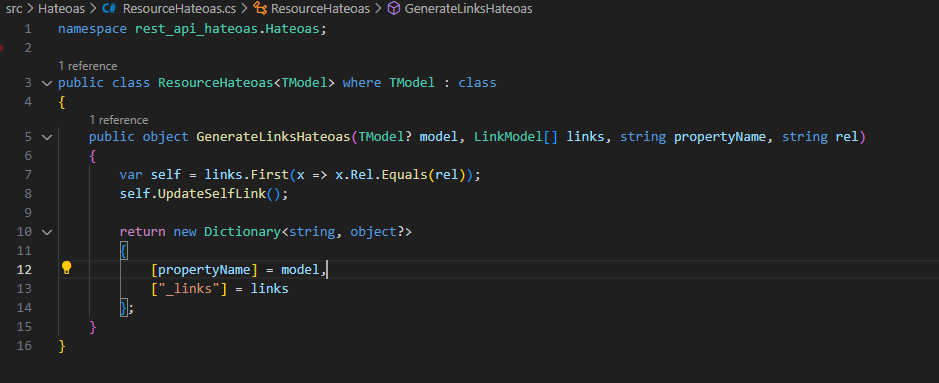 src > Hateoas > C# ResourceHateoas.cs > ResourceHateoas > GenerateLinksHateoas
1 namespace rest_api_hateoas.Hateoas;
2
1 reference
3 public class ResourceHateoas<TModel> where TModel : class
4 {
1 reference
5 public object GenerateLinksHateoas(TModel? model, LinkModel[] links, string propertyName, string rel)
6 {
7 var self = links.First(x => x.Rel.Equals(rel));
8 self.UpdateSelfLink();
9
10 return new Dictionary<string, object?>
11 {
12 [propertyName] = model,
13 ["_links"] = links
14 };
15 }
16 }